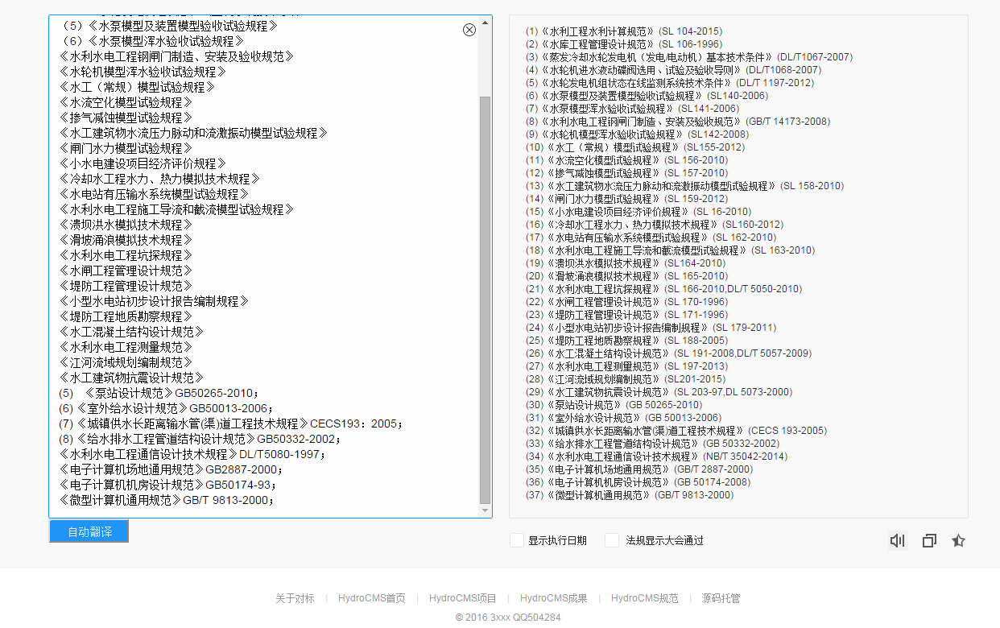 （5）《水泵模型及装置模型验收试验规程》
（6）《水泵模型浑水验收试验规程》
《水利水电工程钢闸门制造、安装及验收规范》
《水轮机模型浑水验收试验规程》
《水工（常规）模型试验规程》
《水流空化模型试验规程》
《掺气减蚀模型试验规程》
《水工建筑物水流压力脉动和流激振动模型试验规程》
《闸门水力模型试验规程》
《小水电建设项目经济评价规程》
《冷却水工程水力、热力模拟技术规程》
《水电站有压输水系统模型试验规程》
《水利水电工程施工导流和截流模型试验规程》
《溃坝洪水模拟技术规程》
《滑坡涌浪模拟技术规程》
《水利水电工程坑探规程》
《水闸工程管理设计规范》
《堤防工程管理设计规范》
《小型水电站初步设计报告编制规程》
《堤防工程地质勘察规程》
《水工混凝土结构设计规范》
《水利水电工程测量规范》
《江河流域规划编制规范》
《水工建筑物抗震设计规范》
(5) 《泵站设计规范》GB50265-2010；
(6)《室外给水设计规范》GB50013-2006；
(7)《城镇供水长距离输水管(渠)道工程技术规程》CECS193：2005；
(8)《给水排水工程管道结构设计规范》GB50332-2002；
《水利水电工程通信设计技术规程》DL/T5080-1997；
《电子计算机场地通用规范》GB2887-2000；
《电子计算机机房设计规范》GB50174-93；
《微型计算机通用规范》GB/T 9813-2000；
自动翻译
(1)《水利工程水利计算规范》 (SL 104-2015)
(2)《水库工程管理设计规范》 (SL 106-1996)
(3)《蒸发冷却水轮发电机（发电/电动机）基本技术条件》 (DL/T1067-2007)
(4)《水轮机进水液动碟阀选用、试验及验收导则》 (DL/T1068-2007)
(5)《水轮发电机组状态在线监测系统技术条件》 (DL/T 1197-2012)
(6)《水泵模型及装置模型验收试验规程》 (SL140-2006)
(7)《水泵模型浑水验收试验规程》 (SL141-2006)
(8)《水利水电工程钢闸门制造、安装及验收规范》 (GB/T 14173-2008)
(9)《水轮机模型浑水验收试验规程》 (SL142-2008)
(10)《水工（常规）模型试验规程》 (SL155-2012)
(11)《水流空化模型试验规程》 (SL 156-2010)
(12)《掺气减蚀模型试验规程》 (SL 157-2010)
(13)《水工建筑物水流压力脉动和流激振动模型试验规程》 (SL 158-2010)
(14)《闸门水力模型试验规程》 (SL 159-2012)
(15)《小水电建设项目经济评价规程》 (SL 16-2010)
(16)《冷却水工程水力、热力模拟技术规程》 (SL160-2012)
(17)《水电站有压输水系统模型试验规程》 (SL 162-2010)
(18)《水利水电工程施工导流和截流模型试验规程》 (SL 163-2010)
(19)《溃坝洪水模拟技术规程》 (SL164-2010)
(20)《滑坡涌浪模拟技术规程》 (SL 165-2010)
(21)《水利水电工程坑探规程》 (SL 166-2010,DL/T 5050-2010)
(22)《水闸工程管理设计规范》 (SL 170-1996)
(23)《堤防工程管理设计规范》 (SL 171-1996)
(24)《小型水电站初步设计报告编制规程》 (SL 179-2011)
(25)《堤防工程地质勘察规程》 (SL 188-2005)
(26)《水工混凝土结构设计规范》 (SL 191-2008,DL/T 5057-2009)
(27)《水利水电工程测量规范》 (SL 197-2013)
(28)《江河流域规划编制规范》 (SL201-2015)
(29)《水工建筑物抗震设计规范》 (SL 203-97,DL 5073-2000)
(30)《泵站设计规范》 (GB 50265-2010)
(31)《室外给水设计规范》 (GB 50013-2006)
(32)《城镇供水长距离输水管(渠)道工程技术规程》 (CECS 193-2005)
(33)《给水排水工程管道结构设计规范》 (GB 50332-2002)
(34)《水利水电工程通信设计技术规程》 (NB/T 35042-2014)
(35)《电子计算机场地通用规范》 (GB/T 2887-2000)
(36)《电子计算机机房设计规范》 (GB 50174-2008)
(37)《微型计算机通用规范》 (GB/T 9813-2000)
显示执行日期 法规显示大会通过
关于对标 | HydroCMS首页 | HydroCMS项目 | HydroCMS成果 | HydroCMS规范 | 源码托管
© 2016 3xxx QQ504284